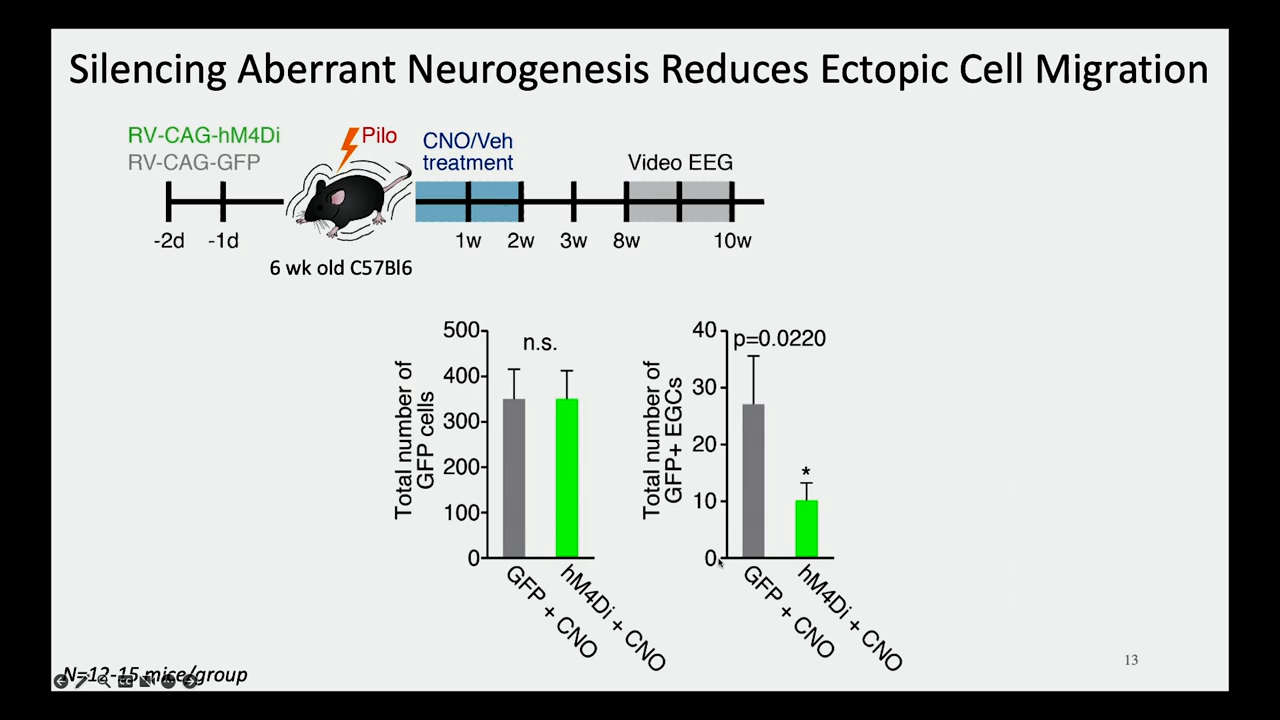 Silencing Aberrant Neurogenesis Reduces Ectopic Cell Migration
RV-CAG-hM4Di
RV-CAG-GFP
Pilo
CNO/Veh
treatment
Video EEG
-2d
-1d
1w
2w
3w
8w
10w
6 wk old C57Bl6
Total number of
GFP cells
500
400
300
200
100
0
n.s.
GFP + CNO
hM4Di + CNO
Total number of
GFP+ EGCs
40
30
20
10
0
p=0.0220
*
GFP + CNO
hM4Di + CNO
N=12-15 mice/group
13